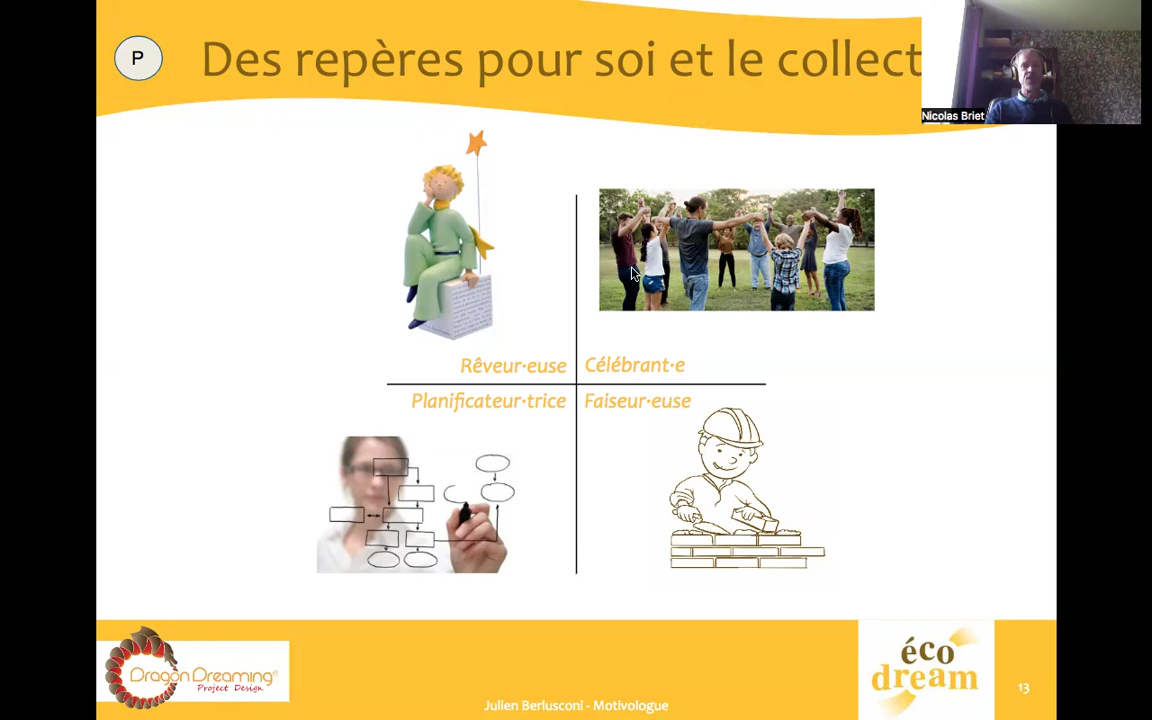 P
Des repères pour soi et le collect
Nicolas Briet
Rêveur·euse
Célébrant·e
Planificateur·trice
Faiseur·euse
Dragon Dreaming®
Project Design
éco
dream
13
Julien Berlusconi - Motivologue